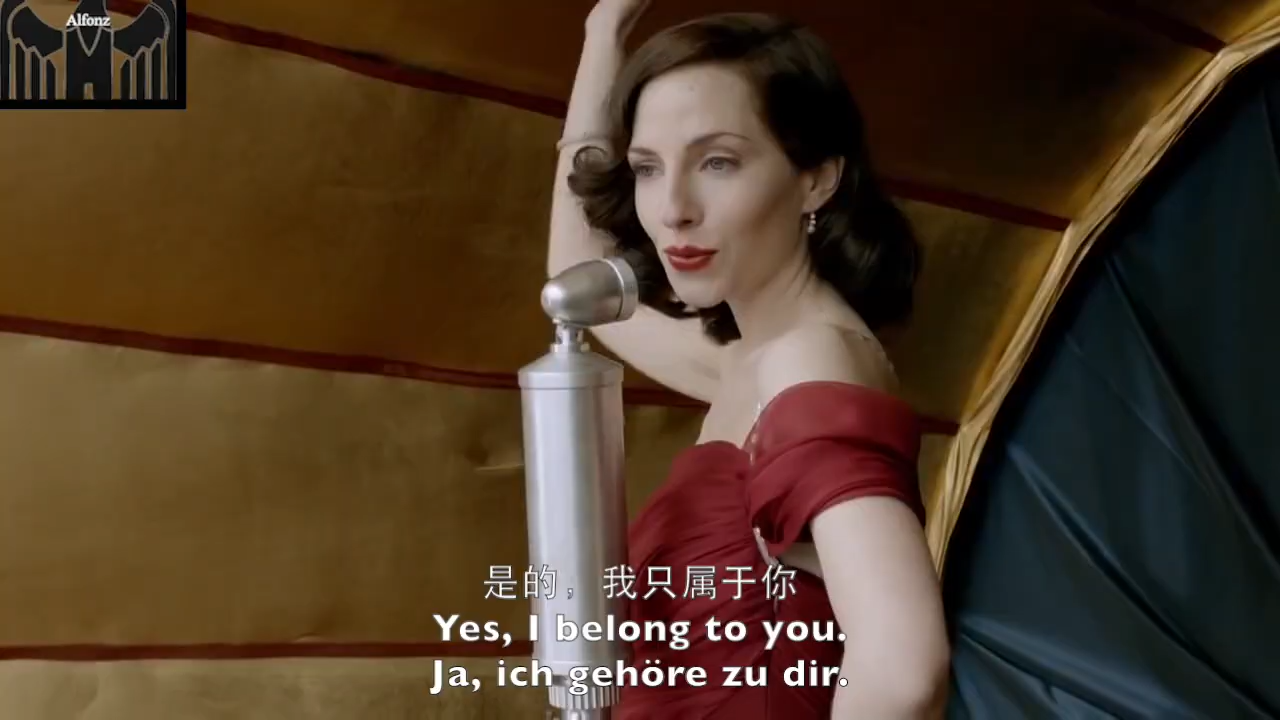 Alfonz
是的，我只属于你
Yes, I belong to you.
Ja, ich gehöre zu dir.